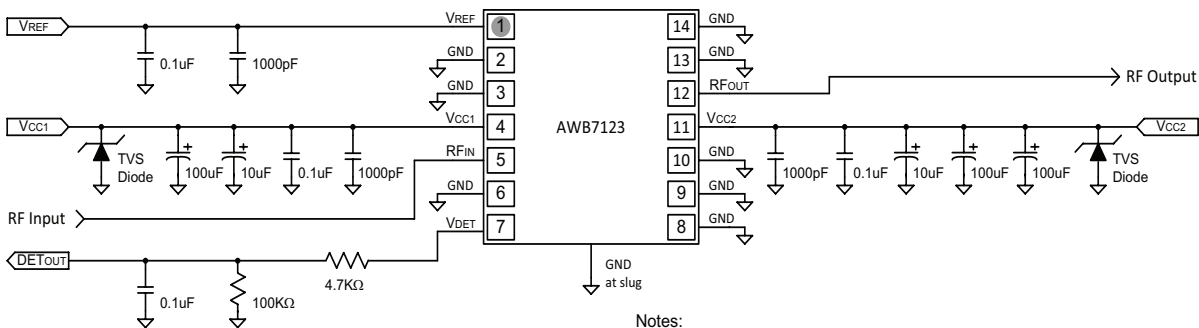 VREF
VREF
1
14
GND
0.1uF
1000pF
GND
2
13
GND
GND
3
12
RFOUT
RF Output
VCC1
VCC1
4
AWB7123
11
VCC2
VCC2
TVS
Diode
100uF
10uF
0.1uF
1000pF
RFIN
5
10
GND
1000pF
0.1uF
10uF
100uF
100uF
TVS
Diode
GND
6
9
GND
RF Input
VDET
7
8
GND
DETOUT
4.7KΩ
GND
at slug
0.1uF
100KΩ
Notes: